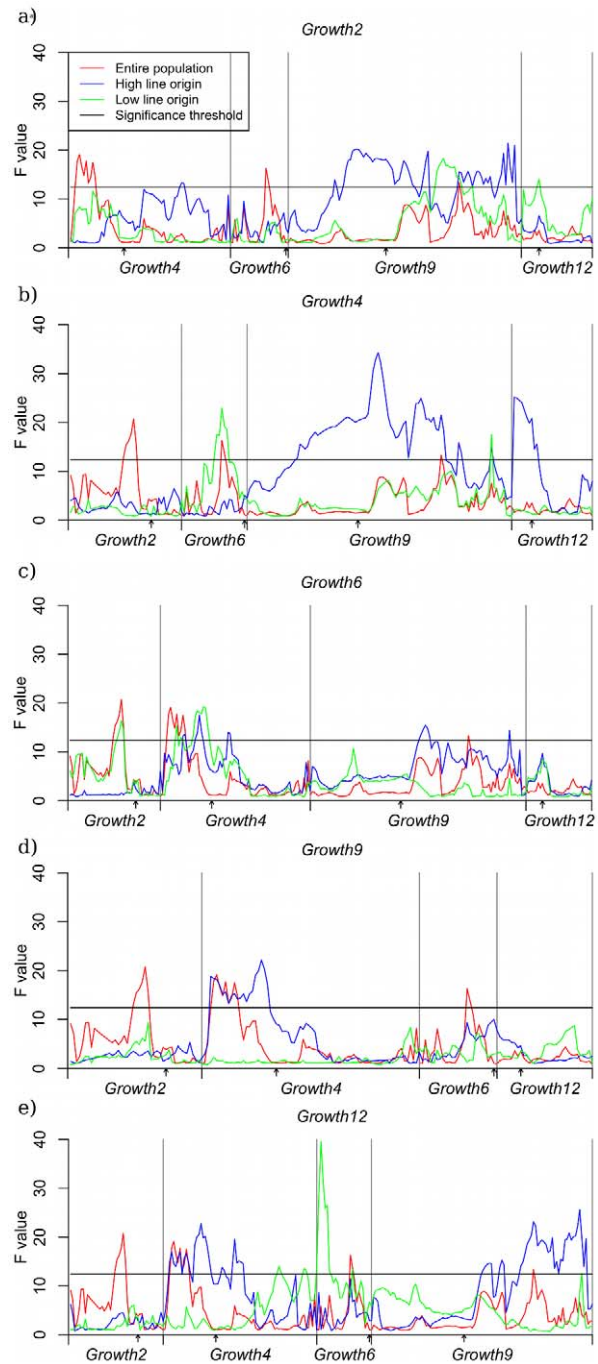 a)
Growth2
Entire population
High line origin
Low line origin
Significance threshold
F value
40
30
20
10
0
Growth4 Growth6 Growth9 Growth12
b)
Growth4
F value
40
30
20
10
0
Growth2 Growth6 Growth9 Growth12
c)
Growth6
F value
40
30
20
10
0
Growth2 Growth4 Growth9 Growth12
d)
Growth9
F value
40
30
20
10
0
Growth2 Growth4 Growth6 Growth12
e)
Growth12
F value
40
30
20
10
0
Growth2 Growth4 Growth6 Growth9